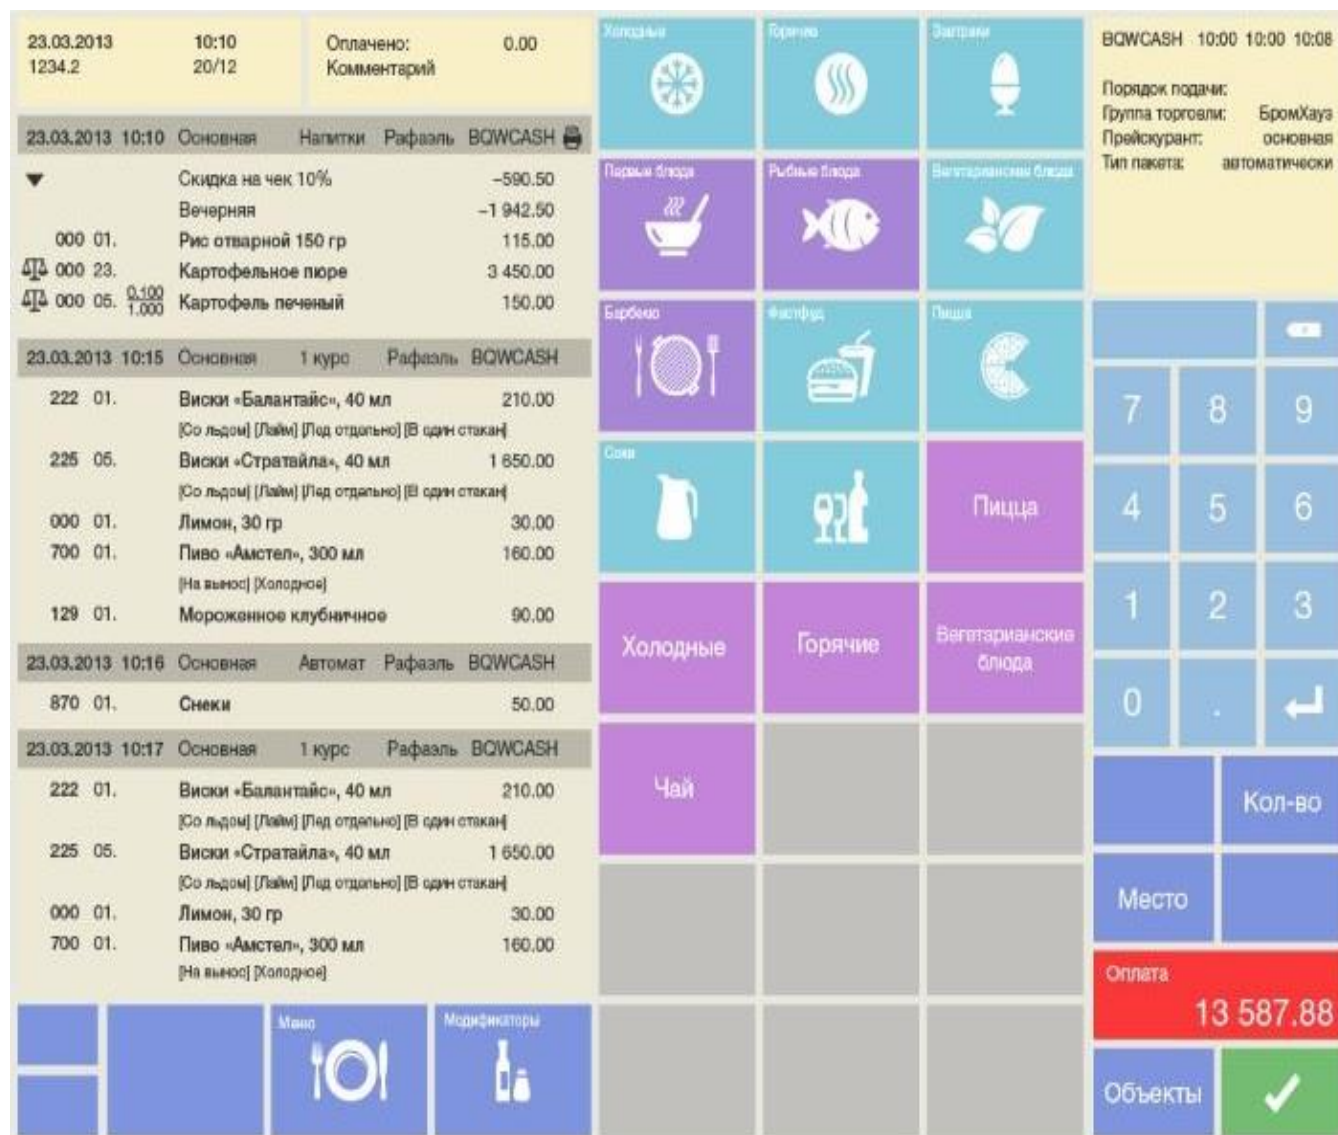 23.03.2013 10:10 Оплачено: 0.00
1234.2 20/12 Комментарий
23.03.2013 10:10 Основная Напитки Рафаэль BQWCASH
Скидка на чек 10% –590.50
Вечерняя –1 942.50
000 01. Рис отварной 150 гр 115.00
000 23. Картофельное пюре 3 450.00
000 05. 0.100 1.000 Картофель печеный 150.00
23.03.2013 10:15 Основная 1 курс Рафаэль BQWCASH
222 01. Виски «Балантайс», 40 мл 210.00
[Со льдом] [Лайм] [Лед отдельно] [В один стакан]
225 05. Виски «Стратайла», 40 мл 1 650.00
[Со льдом] [Лайм] [Лед отдельно] [В один стакан]
000 01. Лимон, 30 гр 30.00
700 01. Пиво «Амстел», 300 мл 160.00
[На вынос] [Холодное]
129 01. Мороженное клубничное 90.00
23.03.2013 10:16 Основная Автомат Рафаэль BQWCASH
870 01. Снеки 50.00
23.03.2013 10:17 Основная 1 курс Рафаэль BQWCASH
222 01. Виски «Балантайс», 40 мл 210.00
[Со льдом] [Лайм] [Лед отдельно] [В один стакан]
225 05. Виски «Стратайла», 40 мл 1 650.00
[Со льдом] [Лайм] [Лед отдельно] [В один стакан]
000 01. Лимон, 30 гр 30.00
700 01. Пиво «Амстел», 300 мл 160.00
[На вынос] [Холодное]
Меню Модификаторы
Холодные Горячие Завтраки
Первые блюда Рыбные блюда Вегетарианские блюда
Барбекю Фастфуд Пицца
Соки
Пицца
Холодные Горячие Вегетарианские
блюда
Чай
BQWCASH 10:00 10:00 10:08
Порядок подачи:
Группа торговли: БромХауз
Прейскурант: основная
Тип пакета: автоматически
7 8 9
4 5 6
1 2 3
0 .
Кол-во
Место
Оплата
13 587.88
Объекты